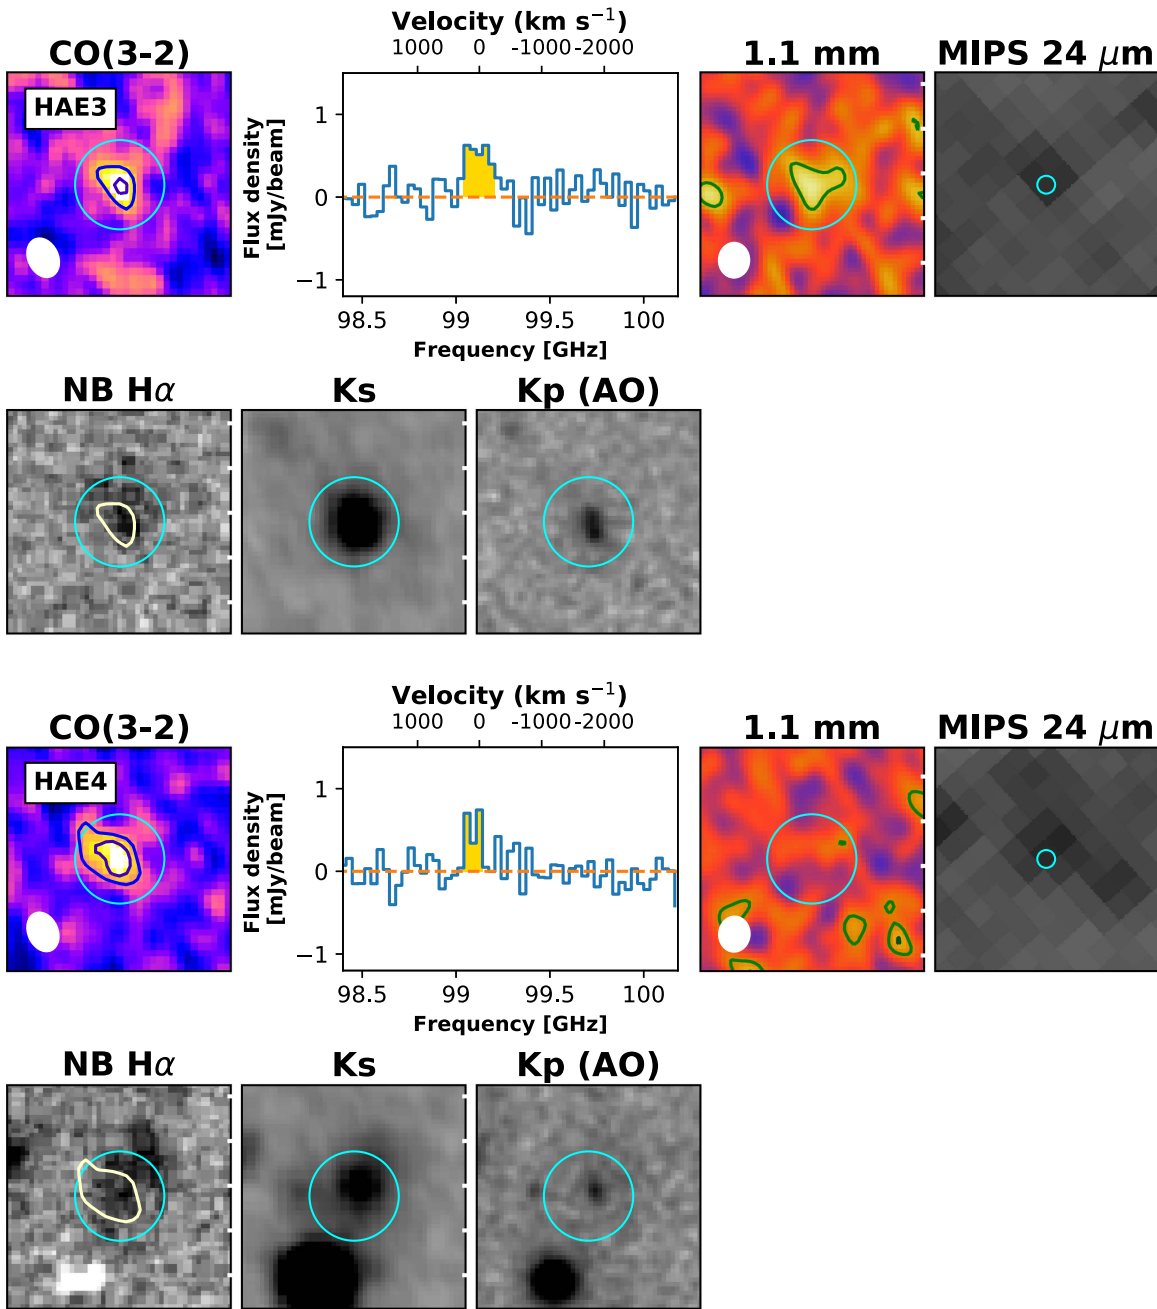 Velocity (km s⁻¹)
CO(3-2)
1000 0 -1000 -2000
1.1 mm
MIPS 24 μm
HAE3
Flux density
[mJy/beam]
1
0
−1
98.5 99 99.5 100
Frequency [GHz]
NB Hα
Ks
Kp (AO)
Velocity (km s⁻¹)
CO(3-2)
1000 0 -1000 -2000
1.1 mm
MIPS 24 μm
HAE4
Flux density
[mJy/beam]
1
0
−1
98.5 99 99.5 100
Frequency [GHz]
NB Hα
Ks
Kp (AO)